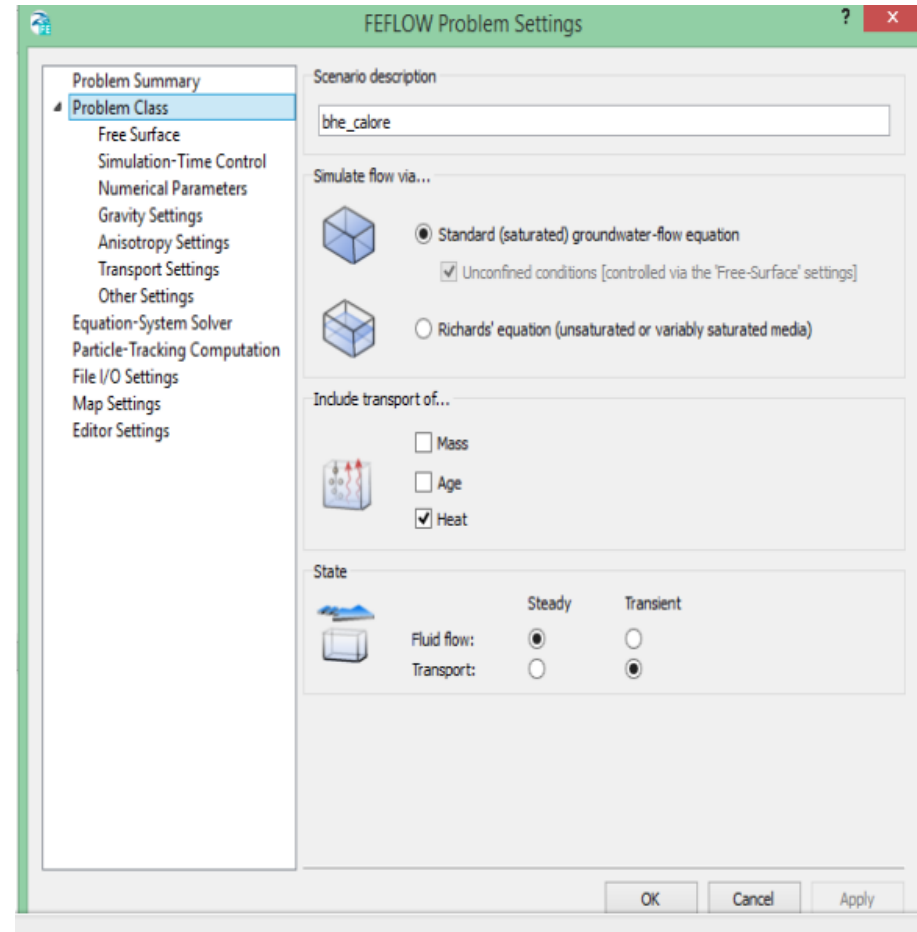 FEFLOW Problem Settings
? x
Problem Summary
Problem Class
Free Surface
Simulation-Time Control
Numerical Parameters
Gravity Settings
Anisotropy Settings
Transport Settings
Other Settings
Equation-System Solver
Particle-Tracking Computation
File I/O Settings
Map Settings
Editor Settings
Scenario description
bhe_calore
Simulate flow via...
Standard (saturated) groundwater-flow equation
Unconfined conditions [controlled via the 'Free-Surface' settings]
Richards' equation (unsaturated or variably saturated media)
Include transport of...
Mass
Age
Heat
State
Steady Transient
Fluid flow:
Transport:
OK Cancel Apply